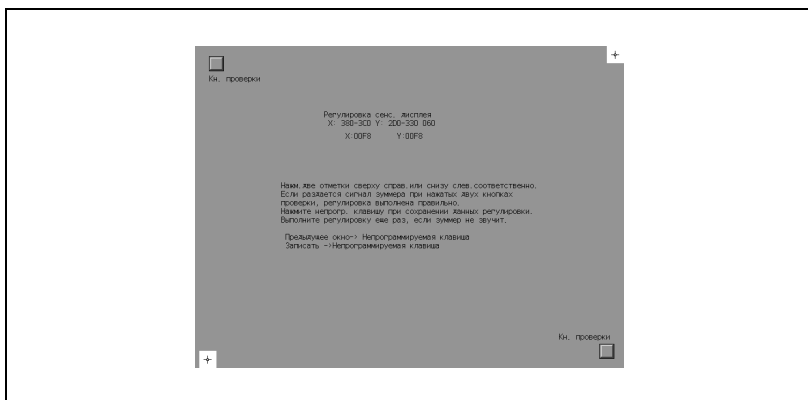 Кн. проверки
Регулировка сенс. дисплея
X: 380-3CD Y: 2D0-330 060
X:00F8 Y:00F8
Нажм.две отметки сверху справ.или снизу слев.соответственно.
Если раздается сигнал зуммера при нажатых двух кнопках
проверки, регулировка выполнена правильно.
Нажмите непрогр. клавишу при сохранении данных регулировки.
Выполните регулировку еще раз, если зуммер не звучит.
Предыдущее окно-> Непрограммируемая клавиша
Записать ->Непрограммируемая клавиша
Кн. проверки